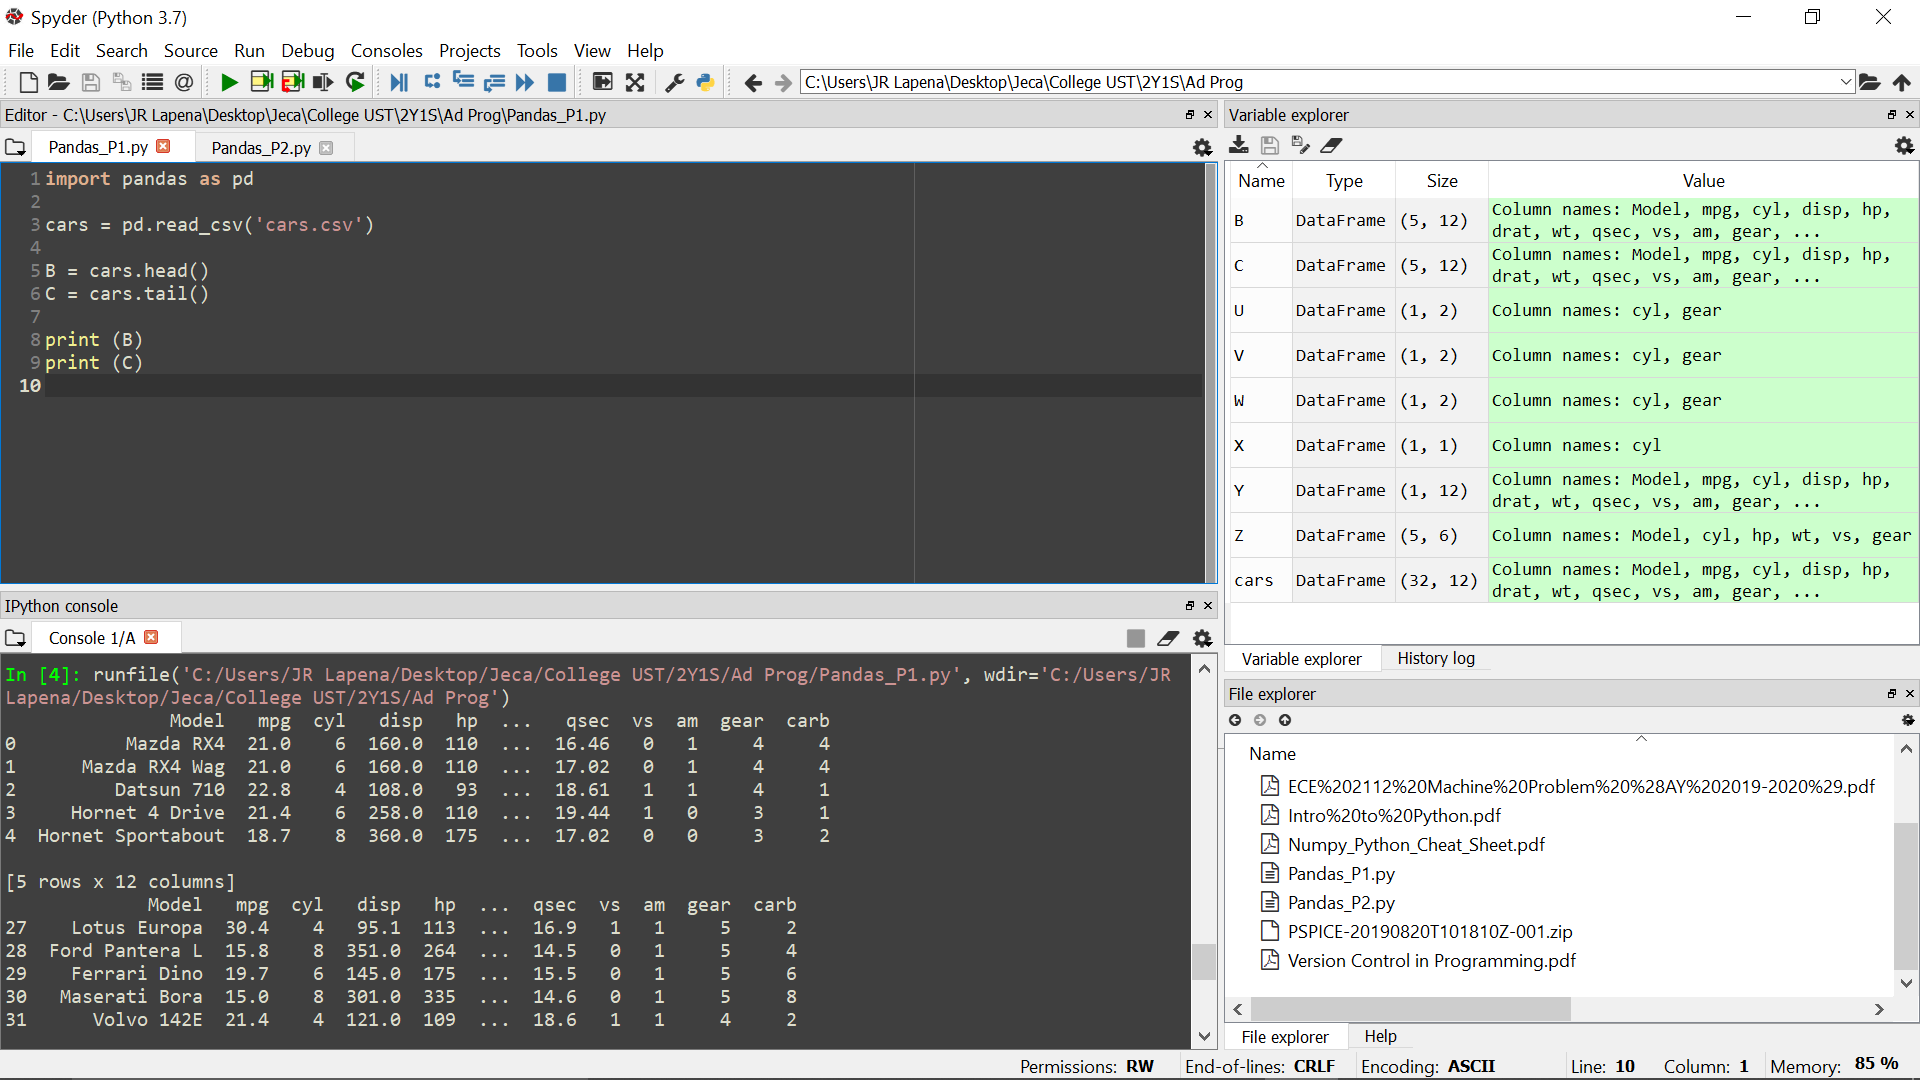 Spyder (Python 3.7)
File Edit Search Source Run Debug Consoles Projects Tools View Help
C:\Users\JR Lapena\Desktop\Jeca\College UST\2Y1S\Ad Prog
Editor - C:\Users\JR Lapena\Desktop\Jeca\College UST\2Y1S\Ad Prog\Pandas_P1.py
Pandas_P1.py Pandas_P2.py
1 import pandas as pd
2
3 cars = pd.read_csv('cars.csv')
4
5 B = cars.head()
6 C = cars.tail()
7
8 print (B)
9 print (C)
10
IPython console
Console 1/A
In [4]: runfile('C:/Users/JR Lapena/Desktop/Jeca/College UST/2Y1S/Ad Prog/Pandas_P1.py', wdir='C:/Users/JR
Lapena/Desktop/Jeca/College UST/2Y1S/Ad Prog')
Model mpg cyl disp hp ... qsec vs am gear carb
0 Mazda RX4 21.0 6 160.0 110 ... 16.46 0 1 4 4
1 Mazda RX4 Wag 21.0 6 160.0 110 ... 17.02 0 1 4 4
2 Datsun 710 22.8 4 108.0 93 ... 18.61 1 1 4 1
3 Hornet 4 Drive 21.4 6 258.0 110 ... 19.44 1 0 3 1
4 Hornet Sportabout 18.7 8 360.0 175 ... 17.02 0 0 3 2
[5 rows x 12 columns]
Model mpg cyl disp hp ... qsec vs am gear carb
27 Lotus Europa 30.4 4 95.1 113 ... 16.9 1 1 5 2
28 Ford Pantera L 15.8 8 351.0 264 ... 14.5 0 1 5 4
29 Ferrari Dino 19.7 6 145.0 175 ... 15.5 0 1 5 6
30 Maserati Bora 15.0 8 301.0 335 ... 14.6 0 1 5 8
31 Volvo 142E 21.4 4 121.0 109 ... 18.6 1 1 4 2
Variable explorer
Name Type Size Value
B DataFrame (5, 12) Column names: Model, mpg, cyl, disp, hp,
drat, wt, qsec, vs, am, gear, ...
C DataFrame (5, 12) Column names: Model, mpg, cyl, disp, hp,
drat, wt, qsec, vs, am, gear, ...
U DataFrame (1, 2) Column names: cyl, gear
V DataFrame (1, 2) Column names: cyl, gear
W DataFrame (1, 2) Column names: cyl, gear
X DataFrame (1, 1) Column names: cyl
Y DataFrame (1, 12) Column names: Model, mpg, cyl, disp, hp,
drat, wt, qsec, vs, am, gear, ...
Z DataFrame (5, 6) Column names: Model, cyl, hp, wt, vs, gear
cars DataFrame (32, 12) Column names: Model, mpg, cyl, disp, hp,
drat, wt, qsec, vs, am, gear, ...
Variable explorer History log
File explorer
Name
ECE%202112%20Machine%20Problem%20%28AY%202019-2020%29.pdf
Intro%20to%20Python.pdf
Numpy_Python_Cheat_Sheet.pdf
Pandas_P1.py
Pandas_P2.py
PSPICE-20190820T101810Z-001.zip
Version Control in Programming.pdf
File explorer Help
Permissions: RW End-of-lines: CRLF Encoding: ASCII Line: 10 Column: 1 Memory: 85 %